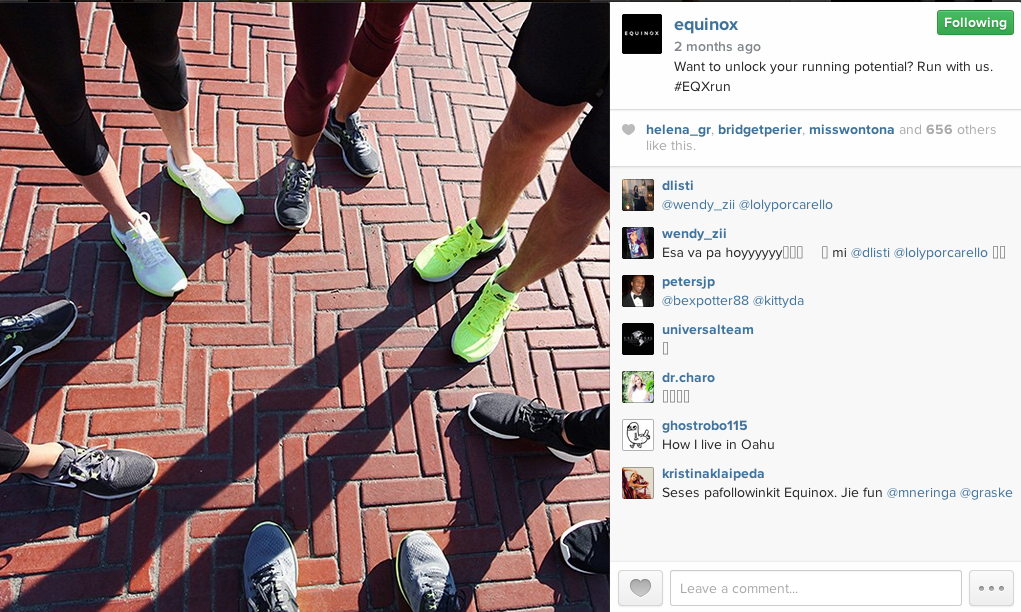 EQUINOX
equinox
Following
2 months ago
Want to unlock your running potential? Run with us.
#EQXrun
helena_gr, bridgetperier, misswontona and 656 others
like this.
dlisti
@wendy_zii @lolyporcarello
wendy_zii
Esa va pa hoyyyyyy mi @dlisti @lolyporcarello
petersjp
@bexpotter88 @kittyda
universalteam
dr.charo
ghostrobo115
How I live in Oahu
kristinaklaipeda
Seses pafollowinkit Equinox. Jie fun @mneringa @graske
Leave a comment...